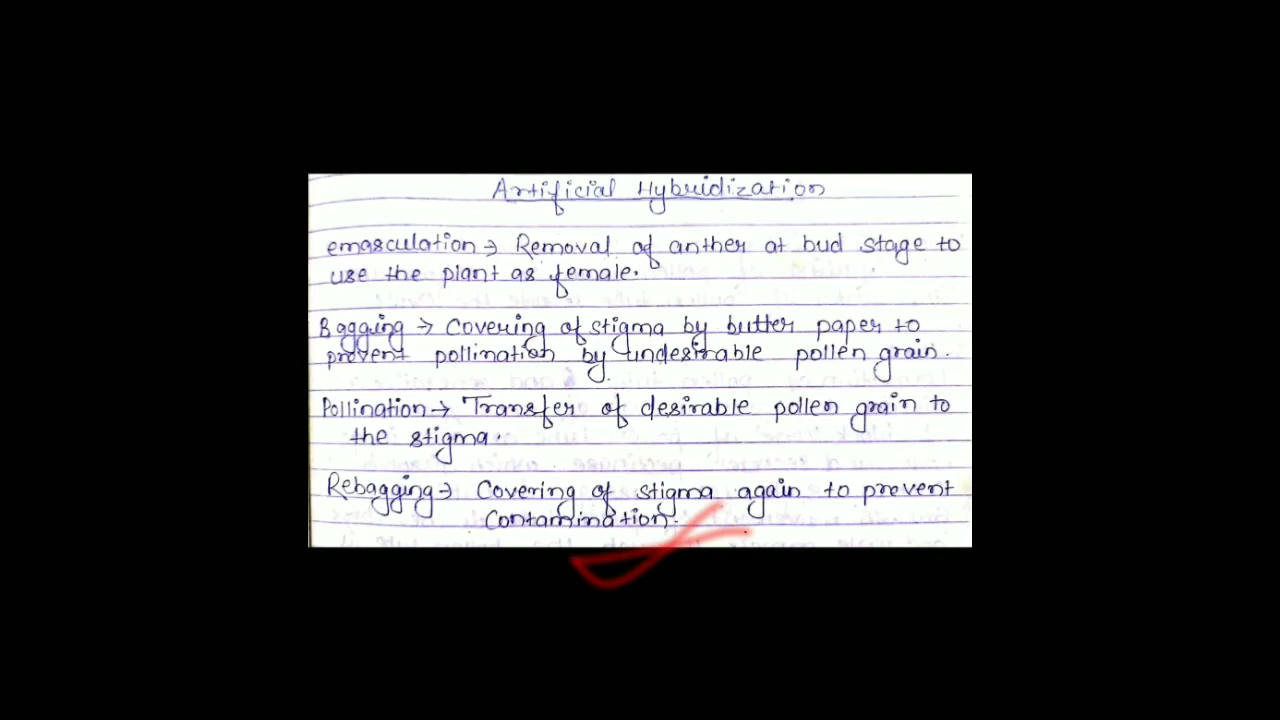 Artificial Hybridization
emasculation → Removal of anther at bud stage to
use the plant as female.
Bagging → Covering of stigma by butter paper to
prevent pollination by undesirable pollen grain.
Pollination → Transfer of desirable pollen grain to
the stigma.
Rebagging → Covering of stigma again to prevent
contamination.